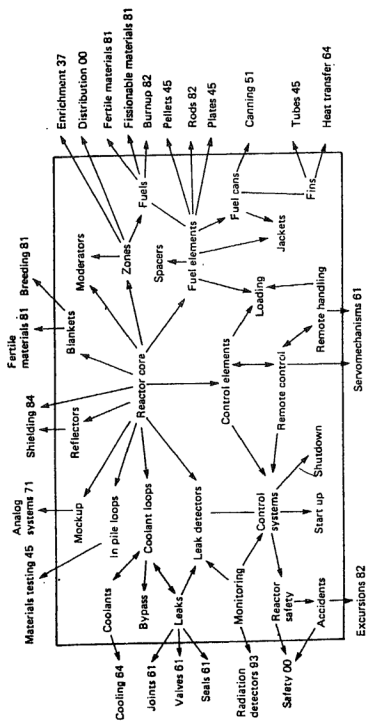 Enrichment 37
Distribution 00
Fertile materials 81
Fissionable materials 81
Burnup 82
Pellets 45
Rods 82
Plates 45
Canning 51
Tubes 45
Heat transfer 64
Breeding 81
Fertile
materials 81
Shielding 84
Analog
systems 71
Materials testing 45
Cooling 64
Joints 61
Valves 61
Seals 61
Radiation
detectors 93
Safety 00
Excursions 82
Servomechanisms 61
Moderators
Zones
Fuels
Blankets
Reflectors
Mockup
In pile loops
Coolant loops
Coolants
Bypass
Leaks
Leak detectors
Reactor core
Spacers
Fuel elements
Fuel cans
Fins
Jackets
Loading
Control elements
Remote control
Remote handling
Control
systems
Shutdown
Start up
Monitoring
Reactor
safety
Accidents